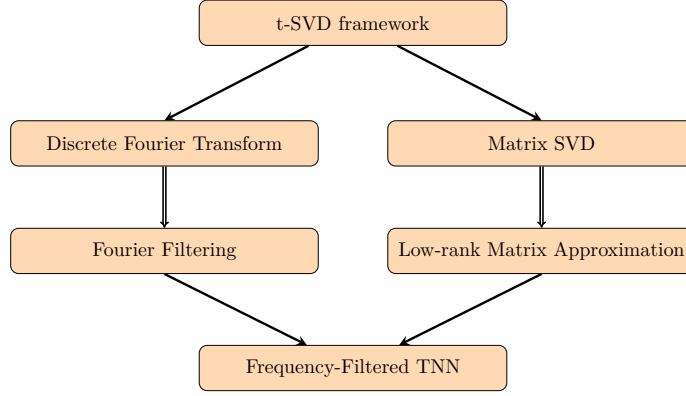 t-SVD framework
Discrete Fourier Transform
Matrix SVD
Fourier Filtering
Low-rank Matrix Approximation
Frequency-Filtered TNN